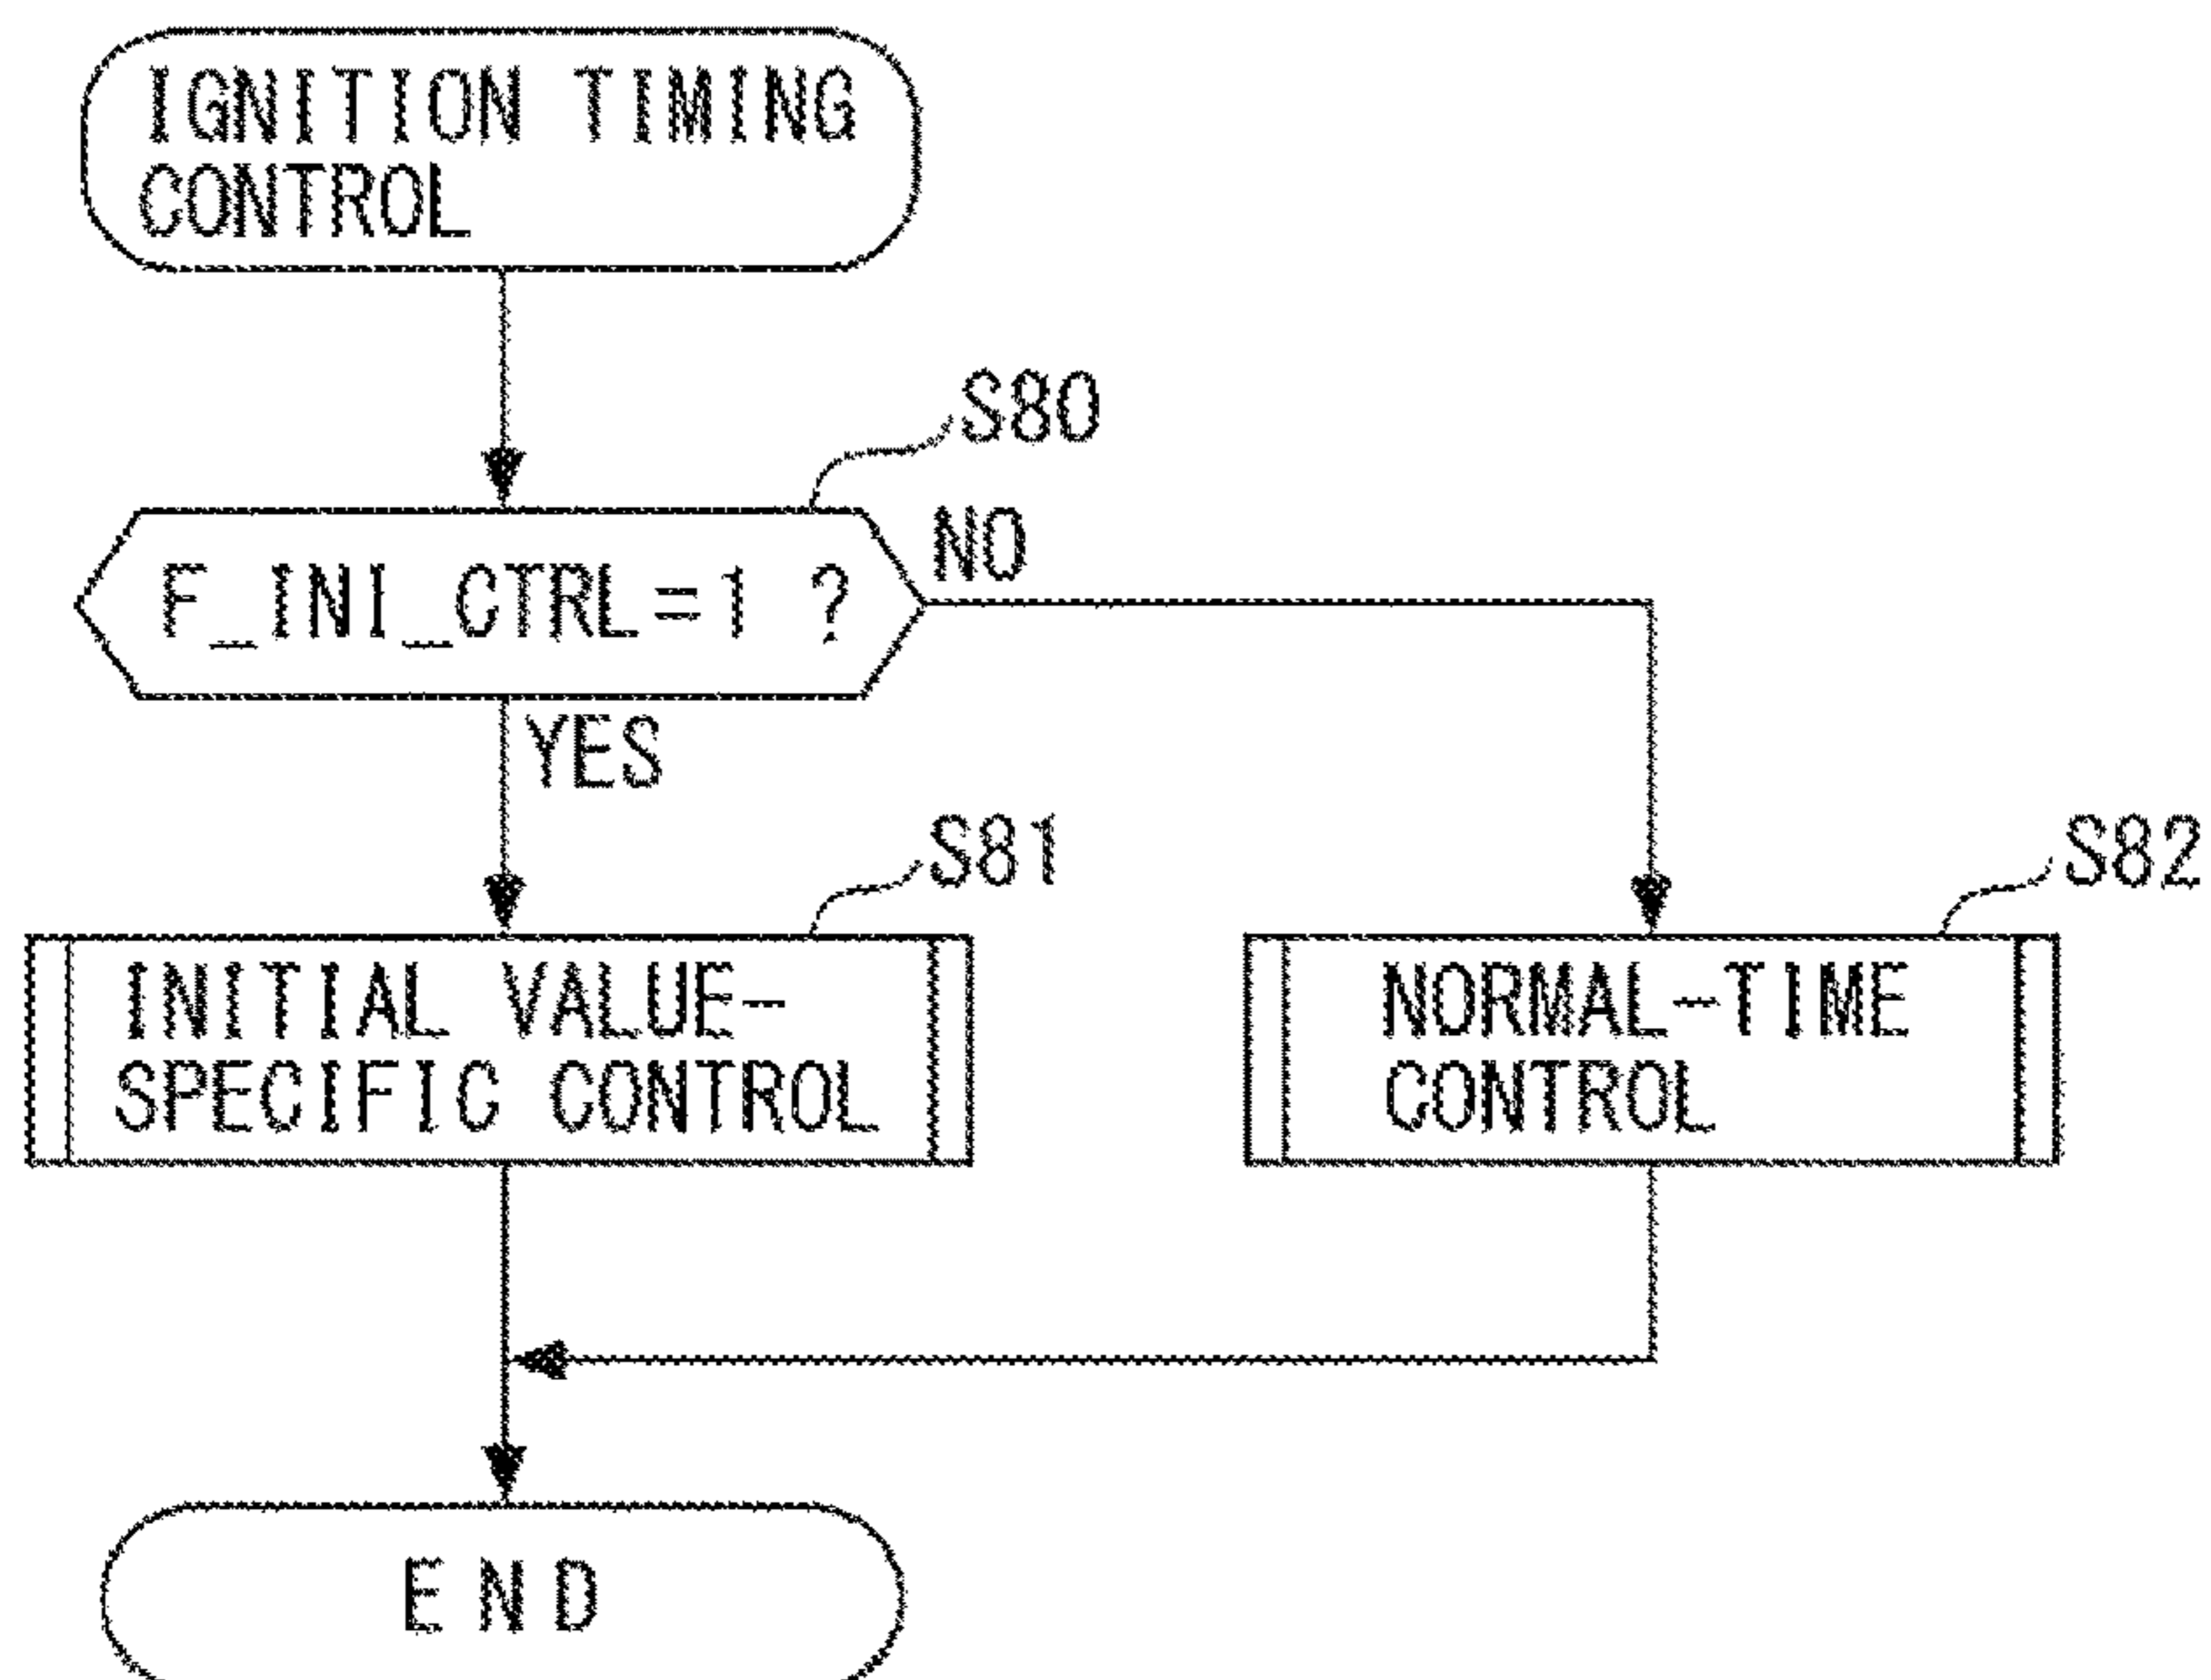 IGNITION TIMING
CONTROL
S80
F_INI_CTRL=1 ?
NO
YES
S81
S82
INITIAL VALUE-
SPECIFIC CONTROL
NORMAL-TIME
CONTROL
END